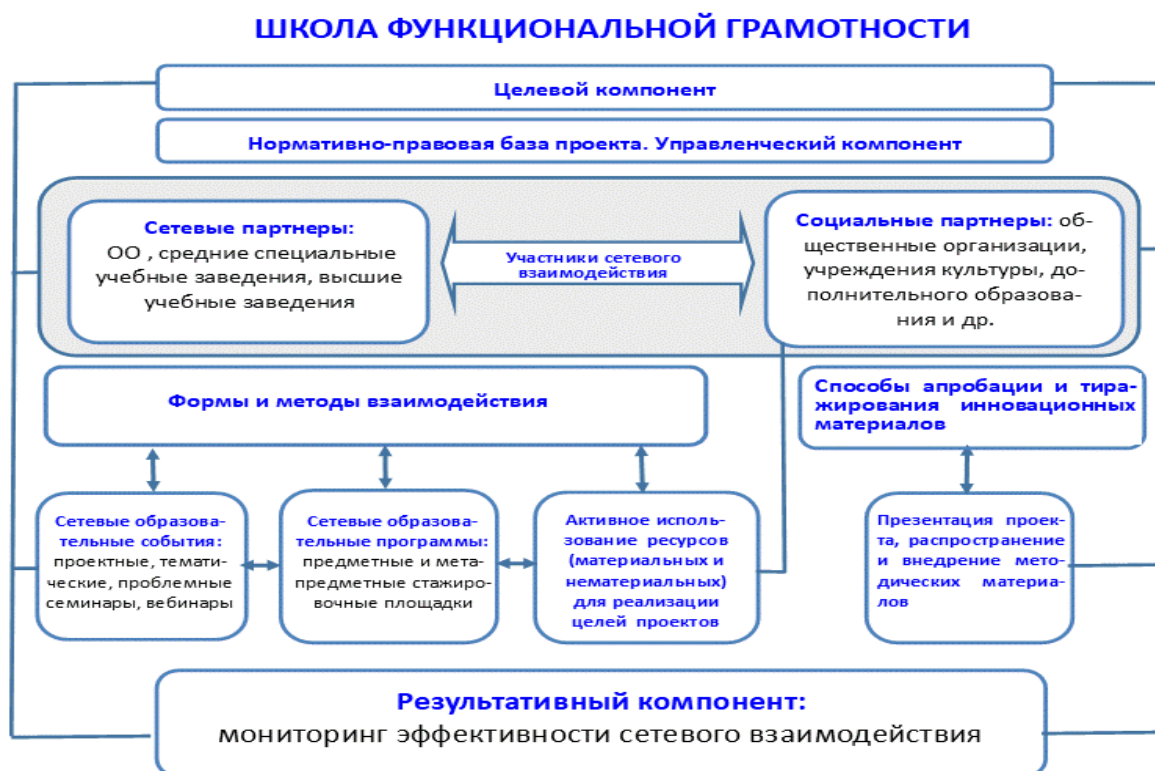 ШКОЛА ФУНКЦИОНАЛЬНОЙ ГРАМОТНОСТИ
Целевой компонент
Нормативно-правовая база проекта. Управленческий компонент
Сетевые партнеры:
ОО , средние специальные
учебные заведения, высшие
учебные заведения
Участники сетевого
взаимодействия
Социальные партнеры: об-
щественные организации,
учреждения культуры, до-
полнительного образова-
ния и др.
Формы и методы взаимодействия
Способы апробации и тира-
жирования инновационных
материалов
Сетевые образова-
тельные события:
проектные, темати-
ческие, проблемные
семинары, вебинары
Сетевые образова-
тельные программы:
предметные и мета-
предметные стажиро-
вочные площадки
Активное исполь-
зование ресурсов
(материальных и
нематериальных)
для реализации
целей проектов
Презентация проек-
та, распространение
и внедрение мето-
дических материа-
лов
Результативный компонент:
мониторинг эффективности сетевого взаимодействия